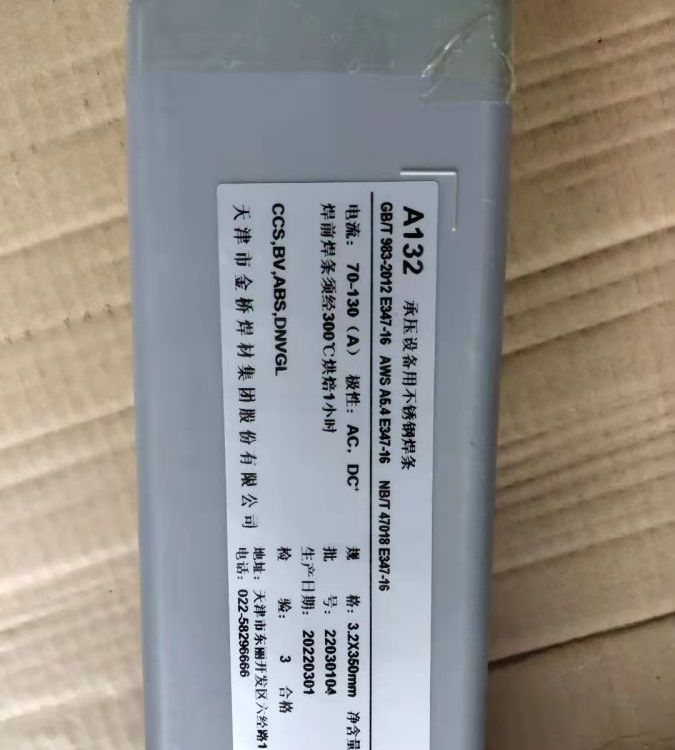 A132 承压设备用不锈钢焊条
GB/T 983-2012 E347-16 AWS A5.4 E347-16 NB/T 47018 E347-16
电流：70-130（A） 极性：AC，DC⁺ 规 格：3.2X350mm 净含量
焊前焊条须经300℃烘焙1小时 批 号：22030104
生产日期：20220301
CCS,BV,ABS,DNVGL 检 验：3 合格
天津市金桥焊材集团股份有限公司 地址：天津市东丽开发区六经路1
电话：022-58296666